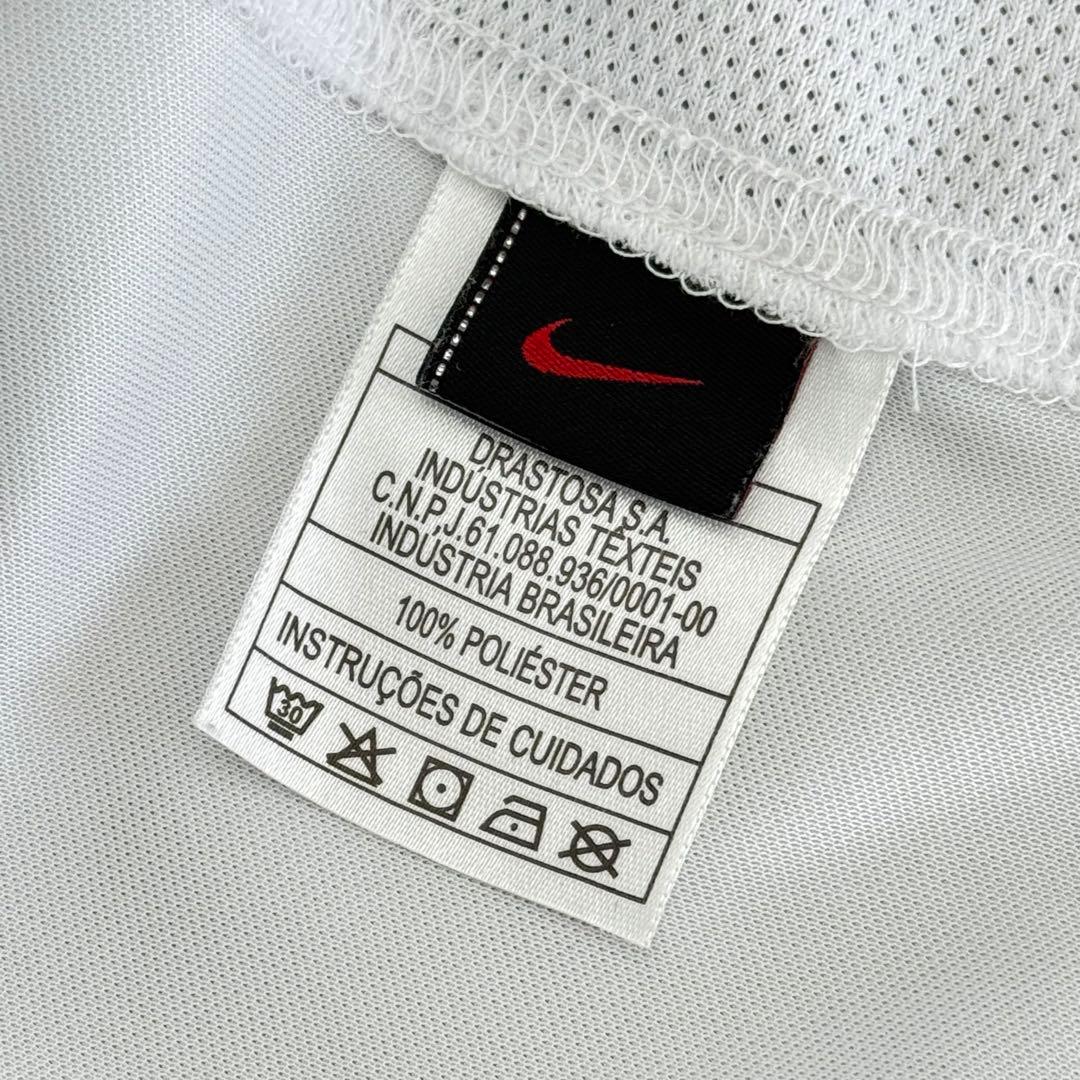 DRASTOSA S.A.
INDÚSTRIAS TÊXTEIS
C.N.P.J.61.088.936/0001-00
INDÚSTRIA BRASILEIRA
100% POLIÉSTER
INSTRUÇÕES DE CUIDADOS
30